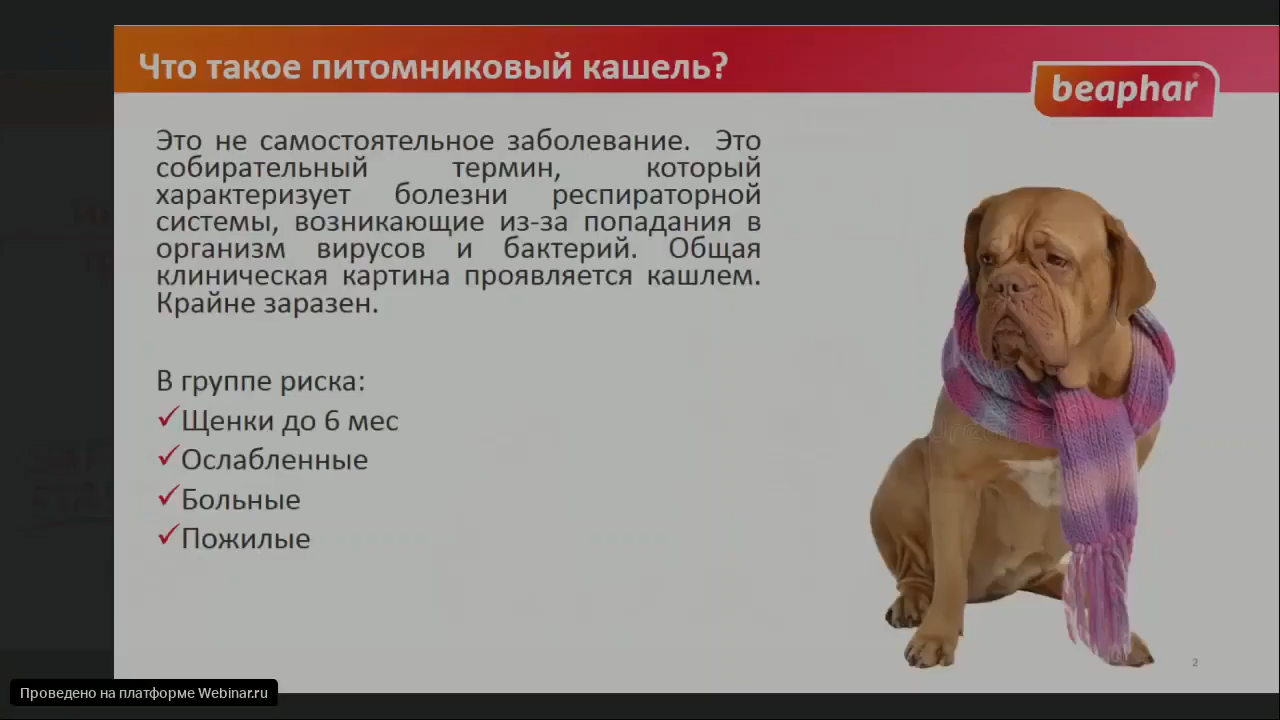 Что такое питомниковый кашель?
beaphar
Это не самостоятельное заболевание. Это
собирательный термин, который
характеризует болезни респираторной
системы, возникающие из-за попадания в
организм вирусов и бактерий. Общая
клиническая картина проявляется кашлем.
Крайне заразен.
В группе риска:
Щенки до 6 мес
Ослабленные
Больные
Пожилые
2
Проведено на платформе Webinar.ru